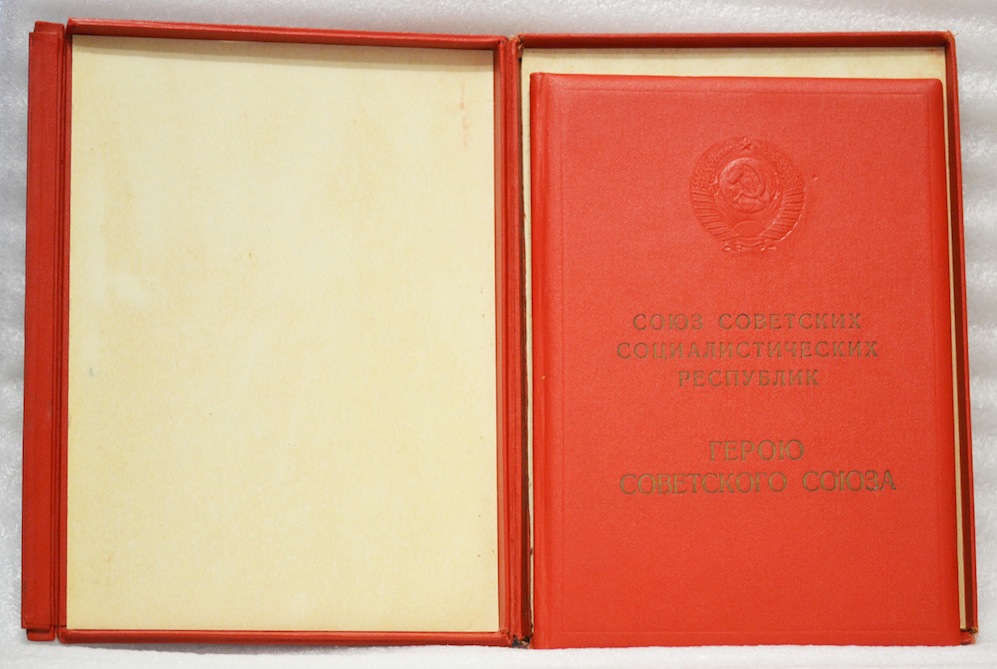 СОЮЗ СОВЕТСКИХ
СОЦИАЛИСТИЧЕСКИХ
РЕСПУБЛИК
ГЕРОЮ
СОВЕТСКОГО СОЮЗА